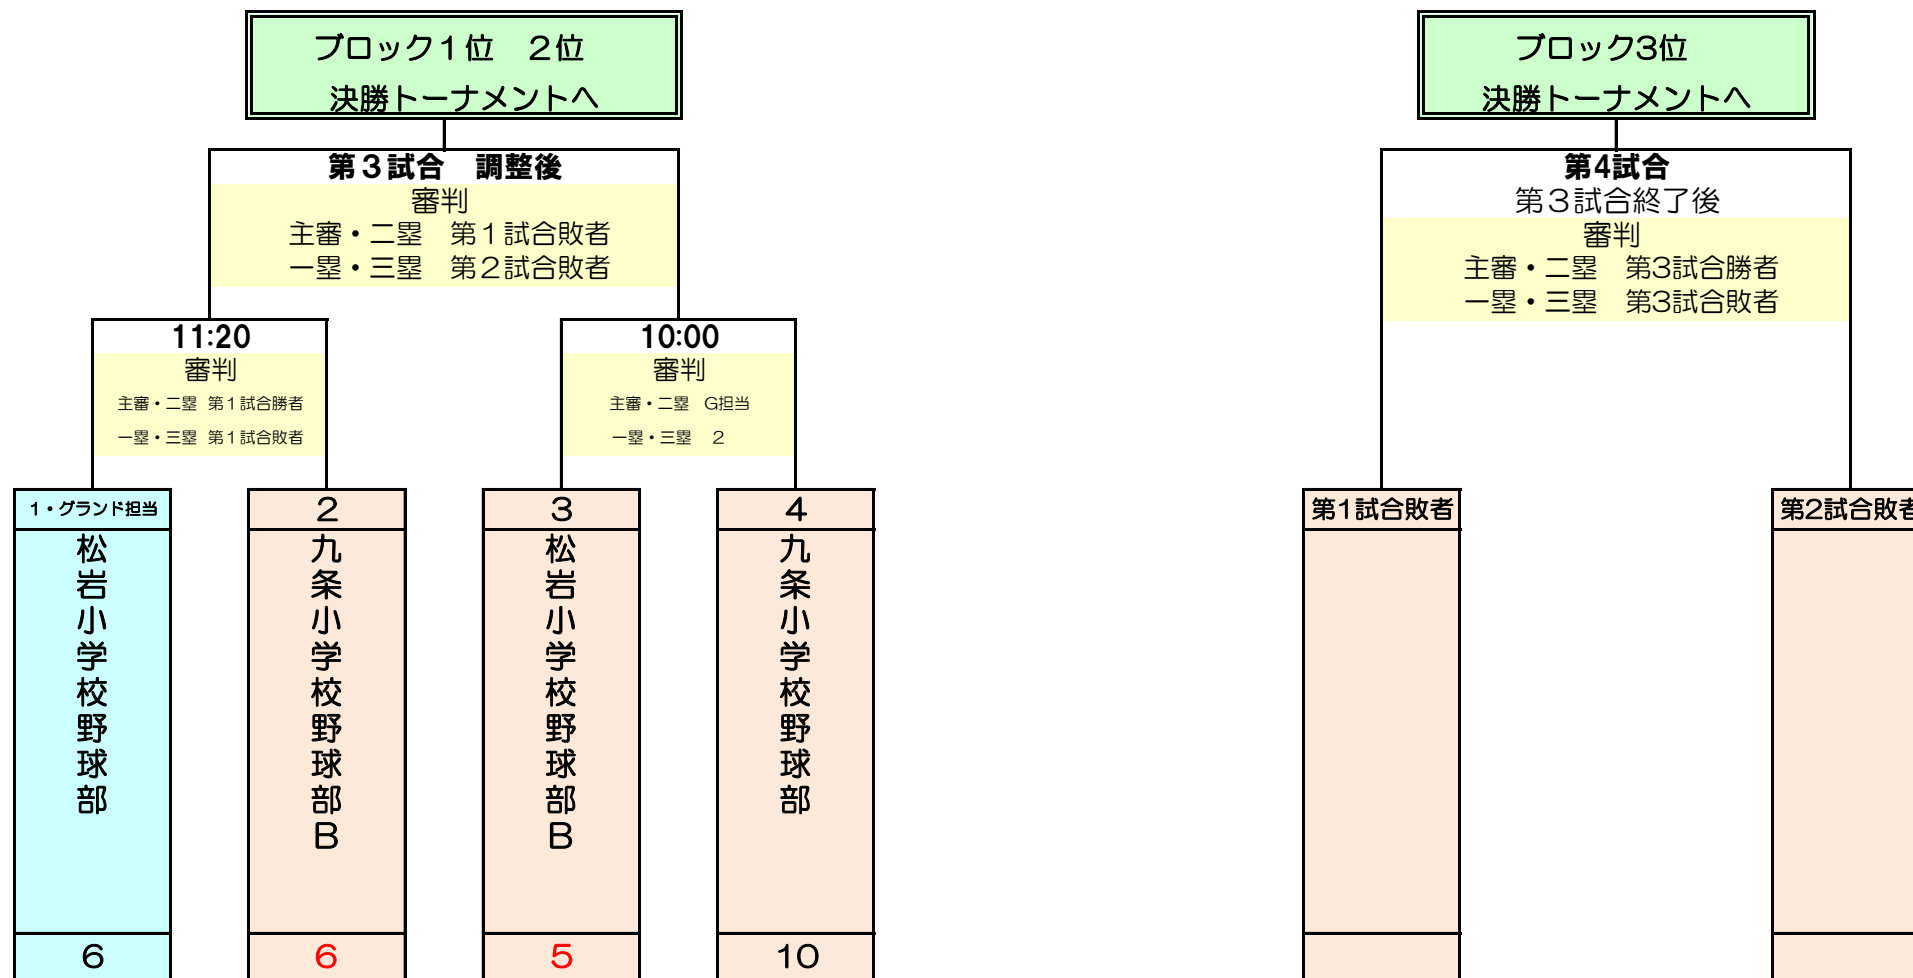 ブロック１位　２位
決勝トーナメントへ
第３試合　調整後
審判
主審・二塁　第１試合敗者
一塁・三塁　第２試合敗者
11:20
審判
主審・二塁 第１試合勝者
一塁・三塁 第１試合敗者
10:00
審判
主審・二塁　G担当
一塁・三塁　２
1・グランド担当
松岩小学校野球部
6
2
九条小学校野球部B
6
3
松岩小学校野球部B
5
4
九条小学校野球部
10
ブロック3位
決勝トーナメントへ
第4試合
第３試合終了後
審判
主審・二塁　第3試合勝者
一塁・三塁　第3試合敗者
第1試合敗者
第2試合敗者